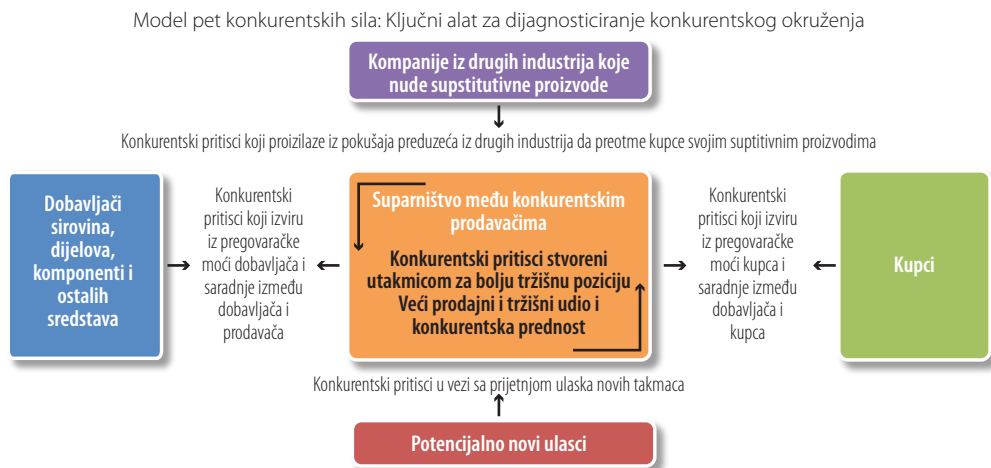 Model pet konkurentskih sila: Ključni alat za dijagnosticiranje konkurentskog okruženja
Kompanije iz drugih industrija koje
nude supstitutivne proizvode
Konkurentski pritisci koji proizilaze iz pokušaja preduzeća iz drugih industrija da preotme kupce svojim suptitivnim proizvodima
Dobavljači
sirovina,
dijelova,
komponenti i
ostalih
sredstava
Konkurentski
pritisci koji izviru
iz pregovaračke
moći dobavljača i
saradnje između
dobavljača i
prodavača
Suparništvo među konkurentskim
prodavačima
Konkurentski pritisci stvoreni
utakmicom za bolju tržišnu poziciju
Veći prodajni i tržišni udio i
konkurentska prednost
Konkurentski
pritisci koji izviru
iz pregovaračke
moći kupca i
saradnje između
dobavljača i
kupca
Kupci
Konkurentski pritisci u vezi sa prijetnjom ulaska novih takmaca
Potencijalno novi ulasci